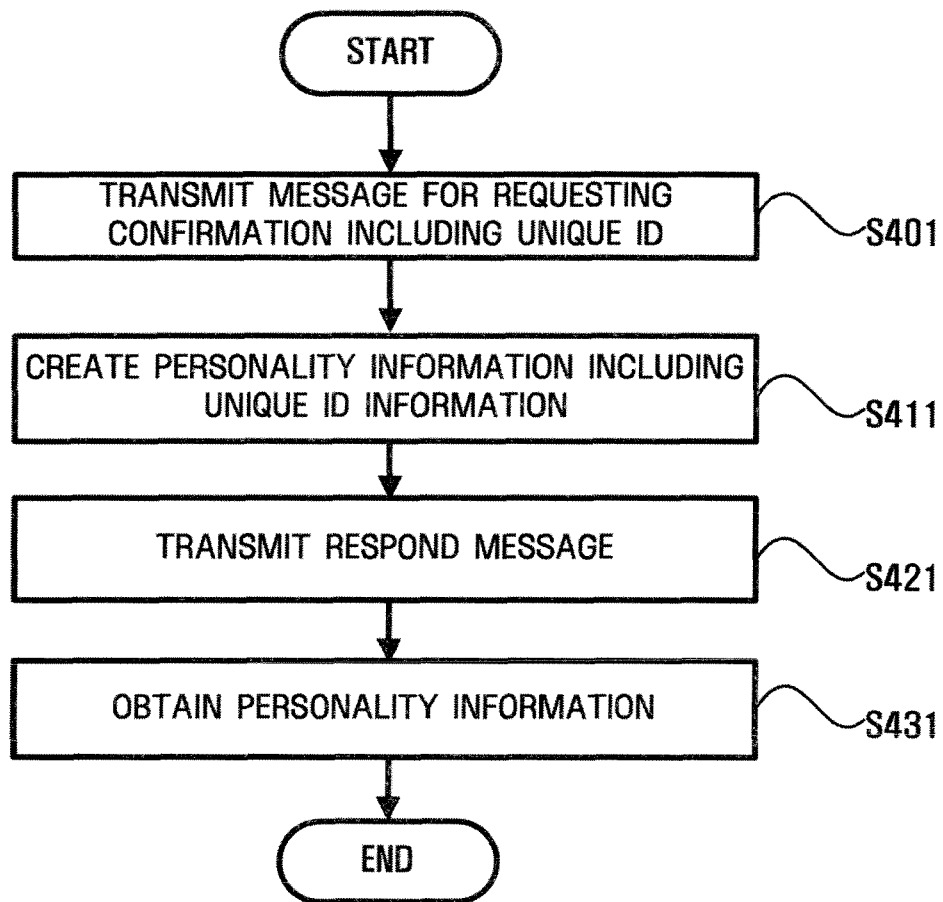 START
TRANSMIT MESSAGE FOR REQUESTING
CONFIRMATION INCLUDING UNIQUE ID
S401
CREATE PERSONALITY INFORMATION INCLUDING
UNIQUE ID INFORMATION
S411
TRANSMIT RESPOND MESSAGE
S421
OBTAIN PERSONALITY INFORMATION
S431
END